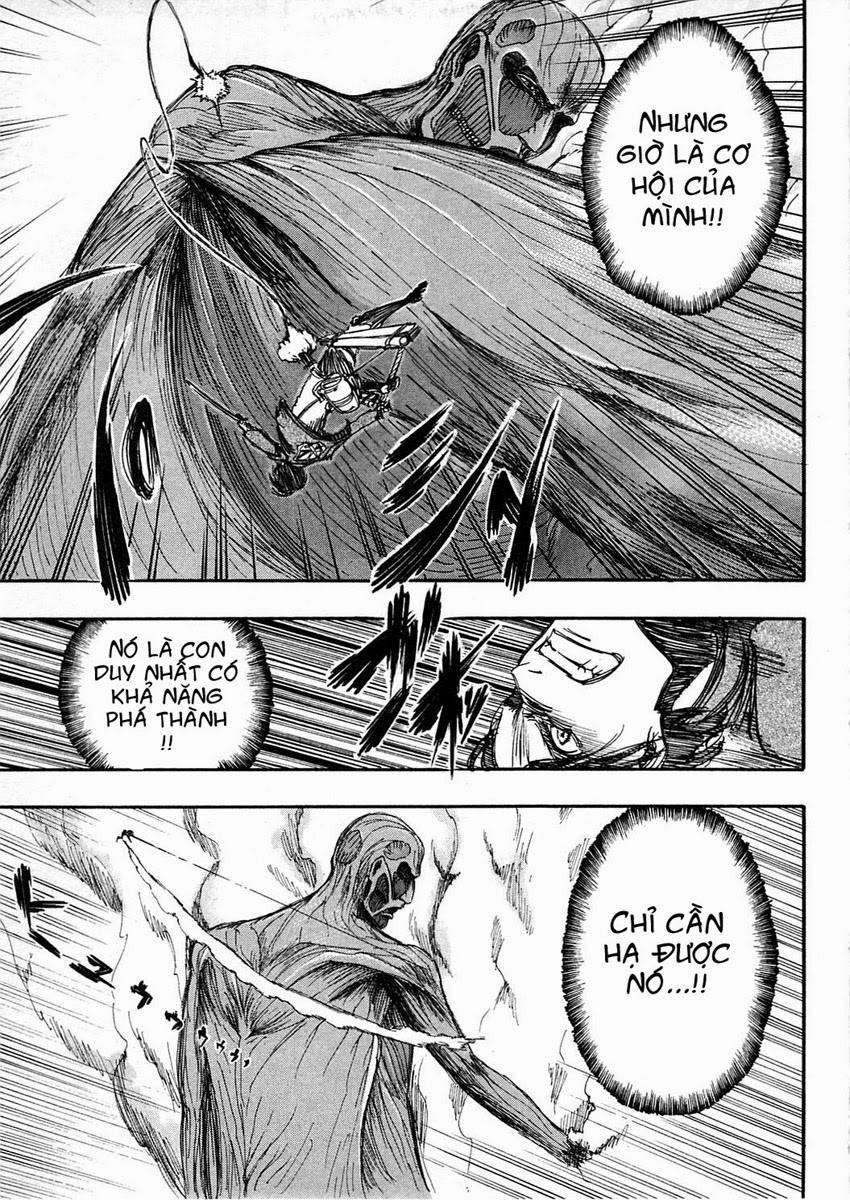 NHƯNG
GIỜ LÀ CƠ
HỘI CỦA
MÌNH!!
NÓ LÀ CON
DUY NHẤT CÓ
KHẢ NĂNG
PHÁ THÀNH
!!
CHỈ CẦN
HẠ ĐƯỢC
NÓ...!!